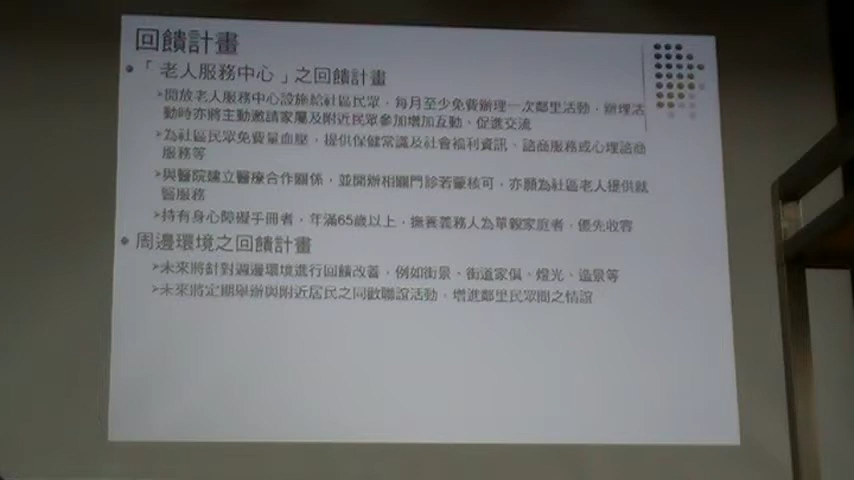 回饋計畫
「老人服務中心」之回饋計畫
開放老人服務中心設施給社區民眾，每月至少免費辦理一次鄰里活動，辦理活
動時亦將主動邀請家屬及附近民眾參加增加互動、促進交流
為社區民眾免費量血壓，提供保健常識及社會福利資訊、諮商服務或心理諮商
服務等
與醫院建立醫療合作關係，並開辦相關門診若蒙核可，亦願為社區老人提供就
醫服務
持有身心障礙手冊者，年滿65歲以上，撫養義務人為單親家庭者，優先收容
周邊環境之回饋計畫
未來將針對週邊環境進行回饋改善，例如街景、街道家俱、燈光、造景等
未來將定期舉辦與附近居民之同歡聯誼活動，增進鄰里民眾間之情誼